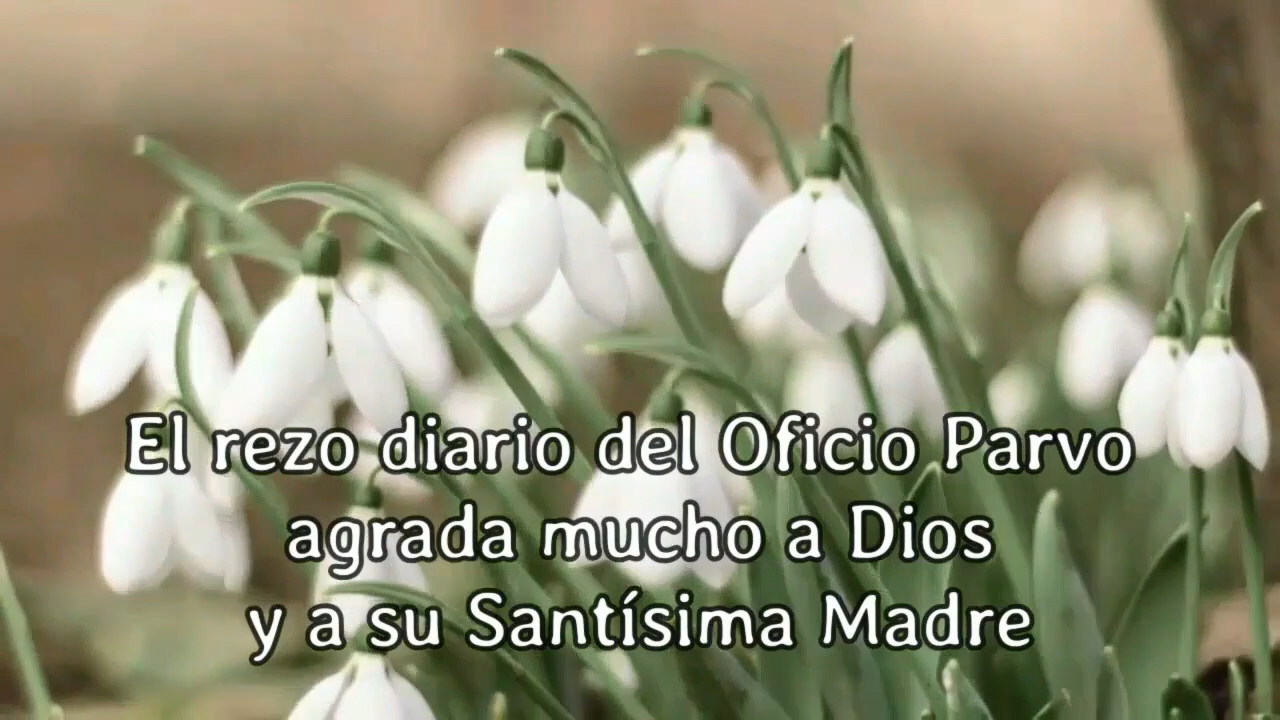 El rezo diario del Oficio Parvo
agrada mucho a Dios
y a su Santísima Madre